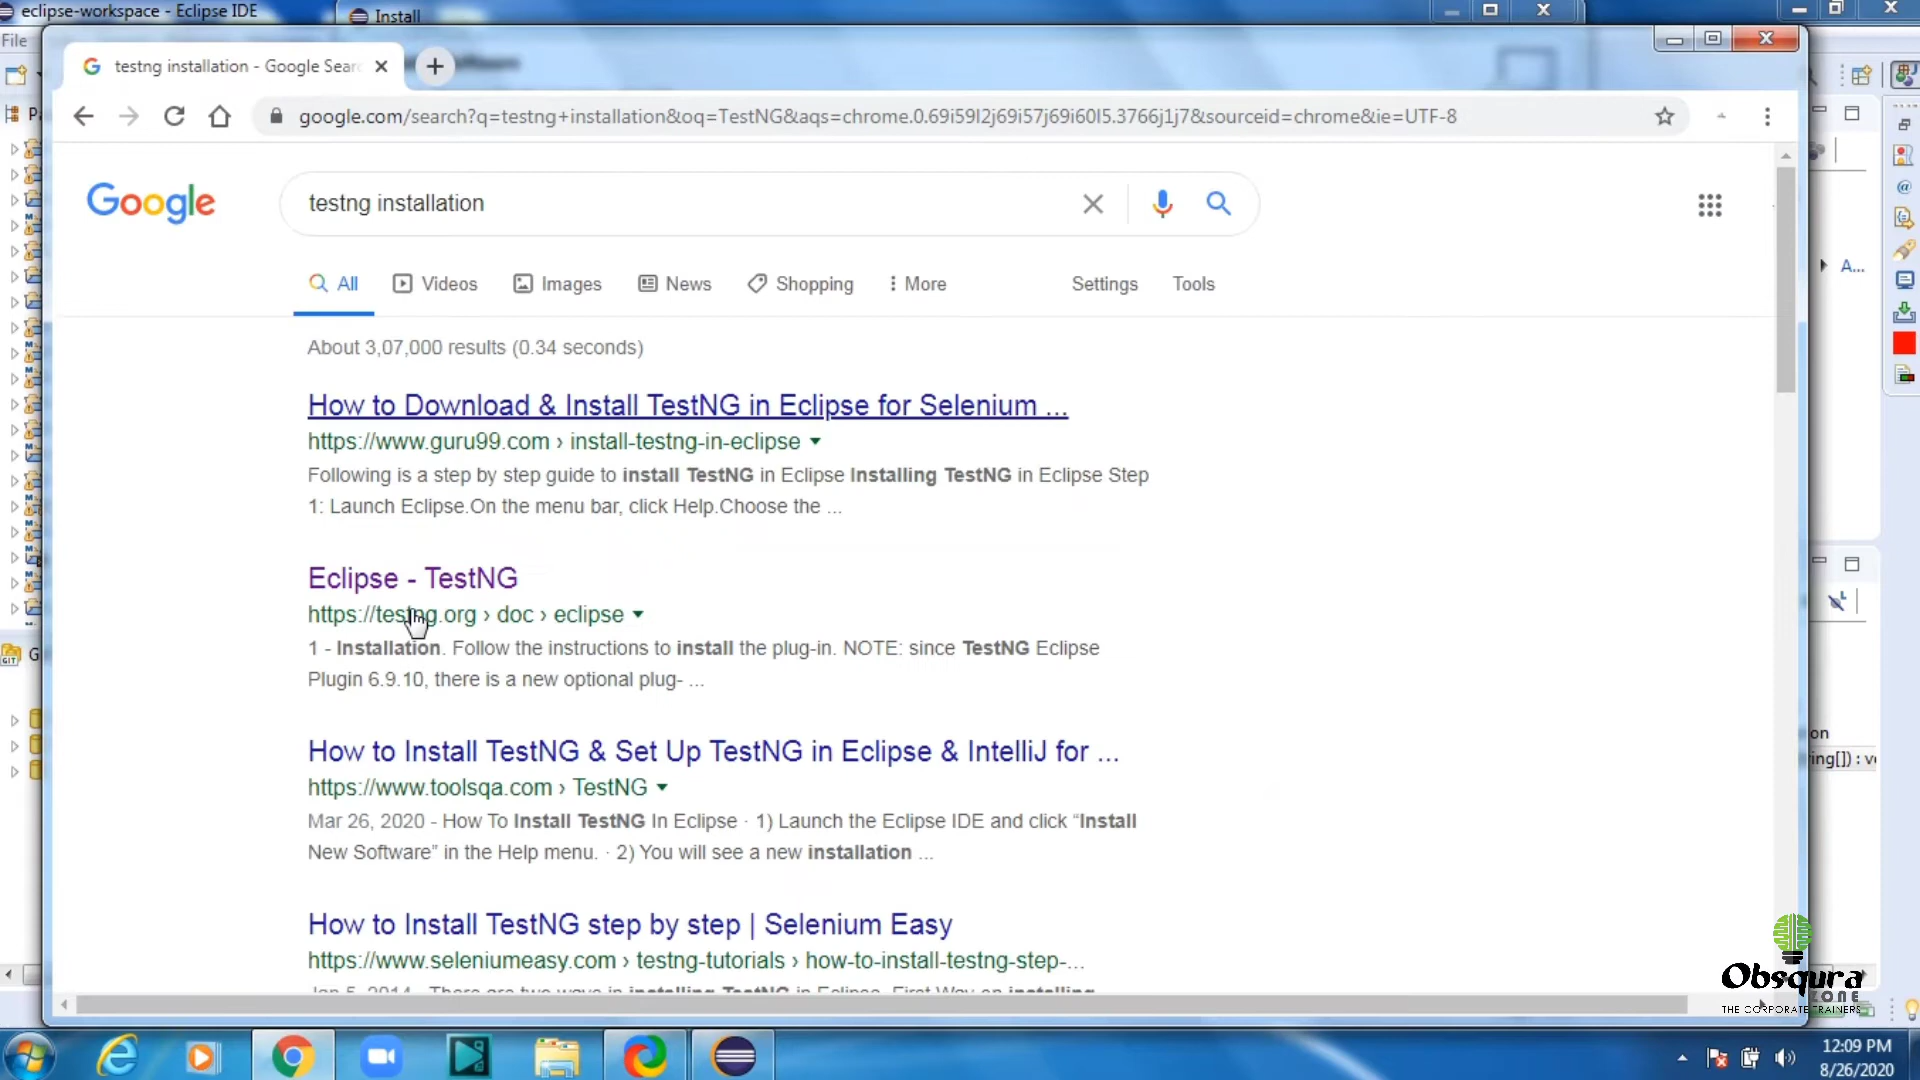 eclipse-workspace - Eclipse IDE
Install
File
testng installation - Google Sear
google.com/search?q=testng+installation&oq=TestNG&aqs=chrome.0.69i59l2j69i57j69i60l5.3766j1j7&sourceid=chrome&ie=UTF-8
Google
testng installation
All
Videos
Images
News
Shopping
More
Settings
Tools
About 3,07,000 results (0.34 seconds)
How to Download & Install TestNG in Eclipse for Selenium ...
https://www.guru99.com › install-testng-in-eclipse
Following is a step by step guide to install TestNG in Eclipse Installing TestNG in Eclipse Step
1: Launch Eclipse.On the menu bar, click Help.Choose the ...
Eclipse - TestNG
https://testng.org › doc › eclipse
1 - Installation. Follow the instructions to install the plug-in. NOTE: since TestNG Eclipse
Plugin 6.9.10, there is a new optional plug- ...
How to Install TestNG & Set Up TestNG in Eclipse & IntelliJ for ...
https://www.toolsqa.com › TestNG
Mar 26, 2020 - How To Install TestNG In Eclipse · 1) Launch the Eclipse IDE and click “Install
New Software” in the Help menu. · 2) You will see a new installation ...
How to Install TestNG step by step | Selenium Easy
https://www.seleniumeasy.com › testng-tutorials › how-to-install-testng-step-...
Jan 5, 2014 - There are two ways in installing TestNG in Eclipse. First Way on installing
A...
on
ring[]) : v
Obsqura
ZONE
THE CORPORATE TRAINERS
12:09 PM
8/26/2020